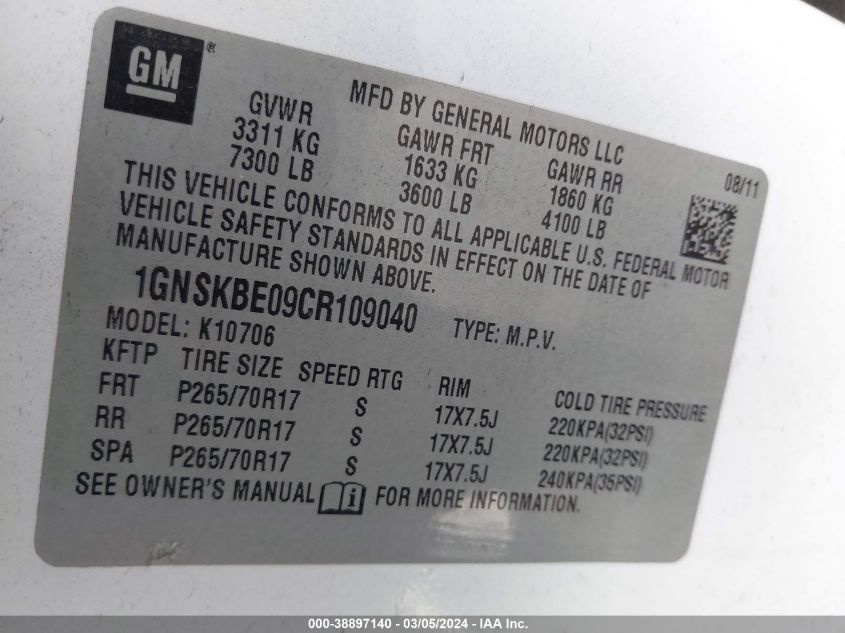 GM ®
MFD BY GENERAL MOTORS LLC
GVWR GAWR FRT GAWR RR 08/11
3311 KG 1633 KG 1860 KG
7300 LB 3600 LB 4100 LB
THIS VEHICLE CONFORMS TO ALL APPLICABLE U.S. FEDERAL MOTOR
VEHICLE SAFETY STANDARDS IN EFFECT ON THE DATE OF
MANUFACTURE SHOWN ABOVE.
1GNSKBE09CR109040 TYPE: M.P.V.
MODEL: K10706
KFTP TIRE SIZE SPEED RTG RIM COLD TIRE PRESSURE
FRT P265/70R17 S 17X7.5J 220KPA(32PSI)
RR P265/70R17 S 17X7.5J 220KPA(32PSI)
SPA P265/70R17 S 17X7.5J 240KPA(35PSI)
SEE OWNER'S MANUAL i FOR MORE INFORMATION.
000-38897140 - 03/05/2024 - IAA Inc.